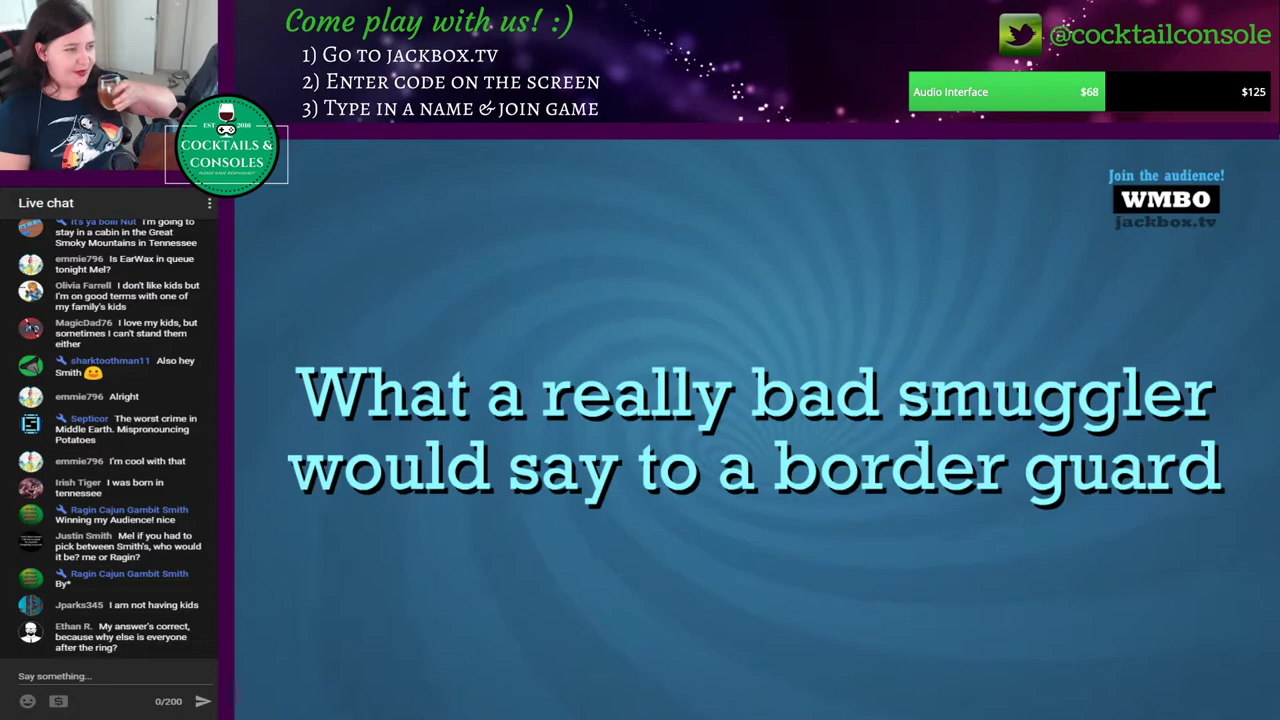 Come play with us! :)
1) Go to jackbox.tv
2) Enter code on the screen
3) Type in a name & join game
@cocktailconsole
Audio Interface $68 $125
EST 2010
COCKTAILS &
CONSOLES
Join the audience!
WMBO
jackbox.tv
What a really bad smuggler
would say to a border guard
Live chat
It's ya boiii Nut I'm going to
stay in a cabin in the Great
Smoky Mountains in Tennessee
emmie796 Is EarWax in queue
tonight Mel?
Olivia Farrell I don't like kids but
I'm on good terms with one of
my family's kids
MagicDad76 I love my kids, but
sometimes I can't stand them
either
sharktoothman11 Also hey
Smith
emmie796 Alright
Septicor The worst crime in
Middle Earth. Mispronouncing
Potatoes
emmie796 I'm cool with that
Irish Tiger I was born in
tennessee
Ragin Cajun Gambit Smith
Winning my Audience! nice
Justin Smith Mel if you had to
pick between Smith's, who would
it be? me or Ragin?
Ragin Cajun Gambit Smith
By*
Jparks345 I am not having kids
Ethan R. My answer's correct,
because why else is everyone
after the ring?
Say something...
0/200